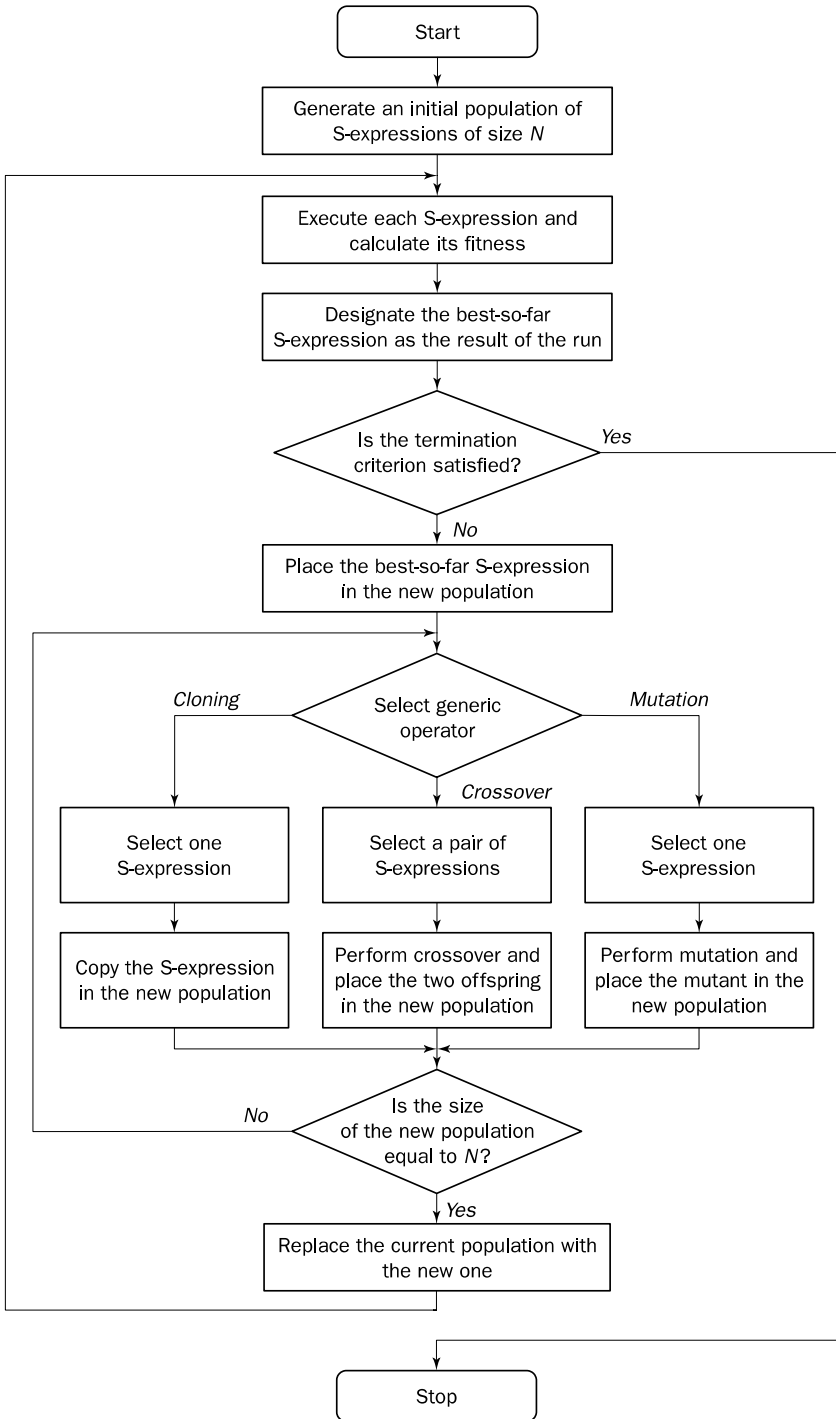 Start
Generate an initial population of
S-expressions of size N
Execute each S-expression and
calculate its fitness
Designate the best-so-far
S-expression as the result of the run
Is the termination
criterion satisfied?
Yes
No
Place the best-so-far S-expression
in the new population
Select generic
operator
Cloning
Mutation
Crossover
Select one
S-expression
Select a pair of
S-expressions
Select one
S-expression
Copy the S-expression
in the new population
Perform crossover and
place the two offspring
in the new population
Perform mutation and
place the mutant in the
new population
Is the size
of the new population
equal to N?
No
Yes
Replace the current population with
the new one
Stop